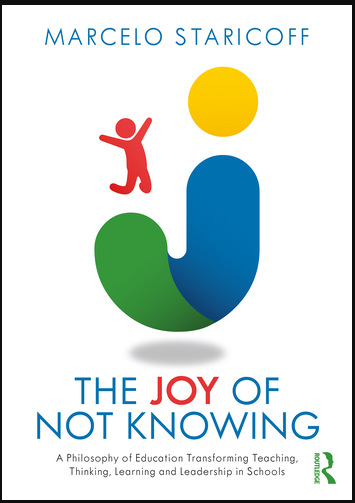 MARCELO STARICOFF
THE JOY OF
NOT KNOWING
A Philosophy of Education Transforming Teaching,
Thinking, Learning and Leadership in Schools
ROUTLEDGE